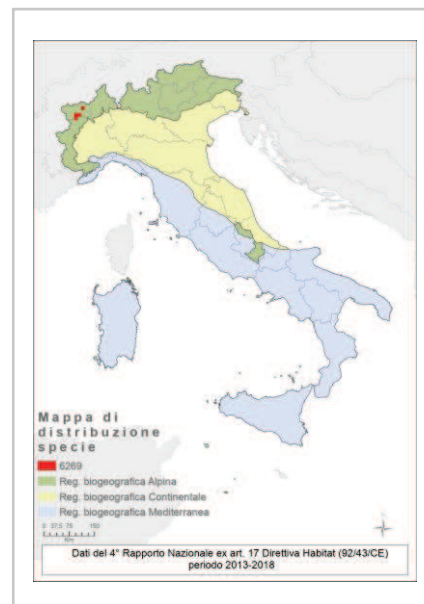 Mappa di
distribuzione
specie
6269
Reg. biogeografica Alpina
Reg. biogeografica Continentale
Reg. biogeografica Mediterranea
0 37,5 75 150
Km
Dati del 4° Rapporto Nazionale ex art. 17 Direttiva Habitat (92/43/CE)
periodo 2013-2018